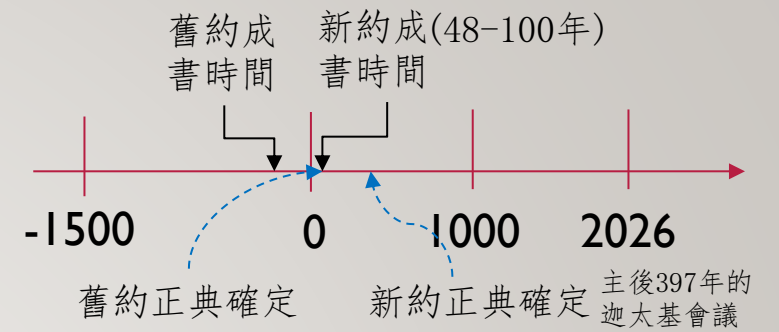 舊約成
書時間
新約成(48-100年)
書時間
-1500
0
1000
2026
舊約正典確定
新約正典確定
主後397年的
迦太基會議